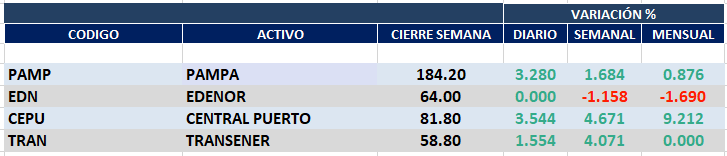 VARIACIÓN %
CODIGO ACTIVO CIERRE SEMANA DIARIO SEMANAL MENSUAL
PAMP PAMPA 184.20 3.280 1.684 0.876
EDN EDENOR 64.00 0.000 -1.158 -1.690
CEPU CENTRAL PUERTO 81.80 3.544 4.671 9.212
TRAN TRANSENER 58.80 1.554 4.071 0.000